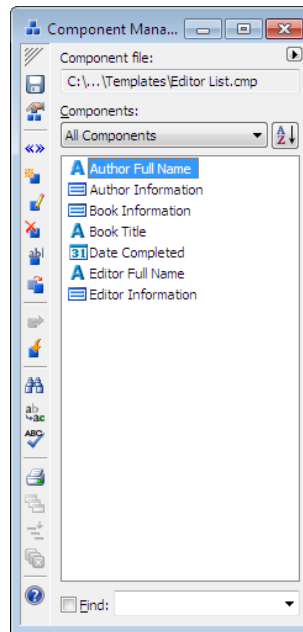 Component Mana...
Component file:
C:\...\Templates\Editor List.cmp
Components:
All Components
Author Full Name
Author Information
Book Information
Book Title
31 Date Completed
Editor Full Name
Editor Information
Find: